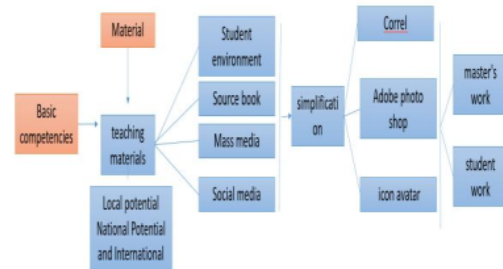 Material
Basic
competencies
teaching
materials
Local potential
National Potential
and International
Student
environment
Source book
Mass media
Social media
simplificati
on
Correl
Adobe photo
shop
icon avatar
master's
work
student
work